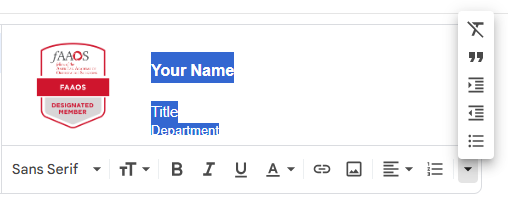 fAAOS
FAAOS
DESIGNATED
MEMBER
Your Name
Title
Department
Sans Serif